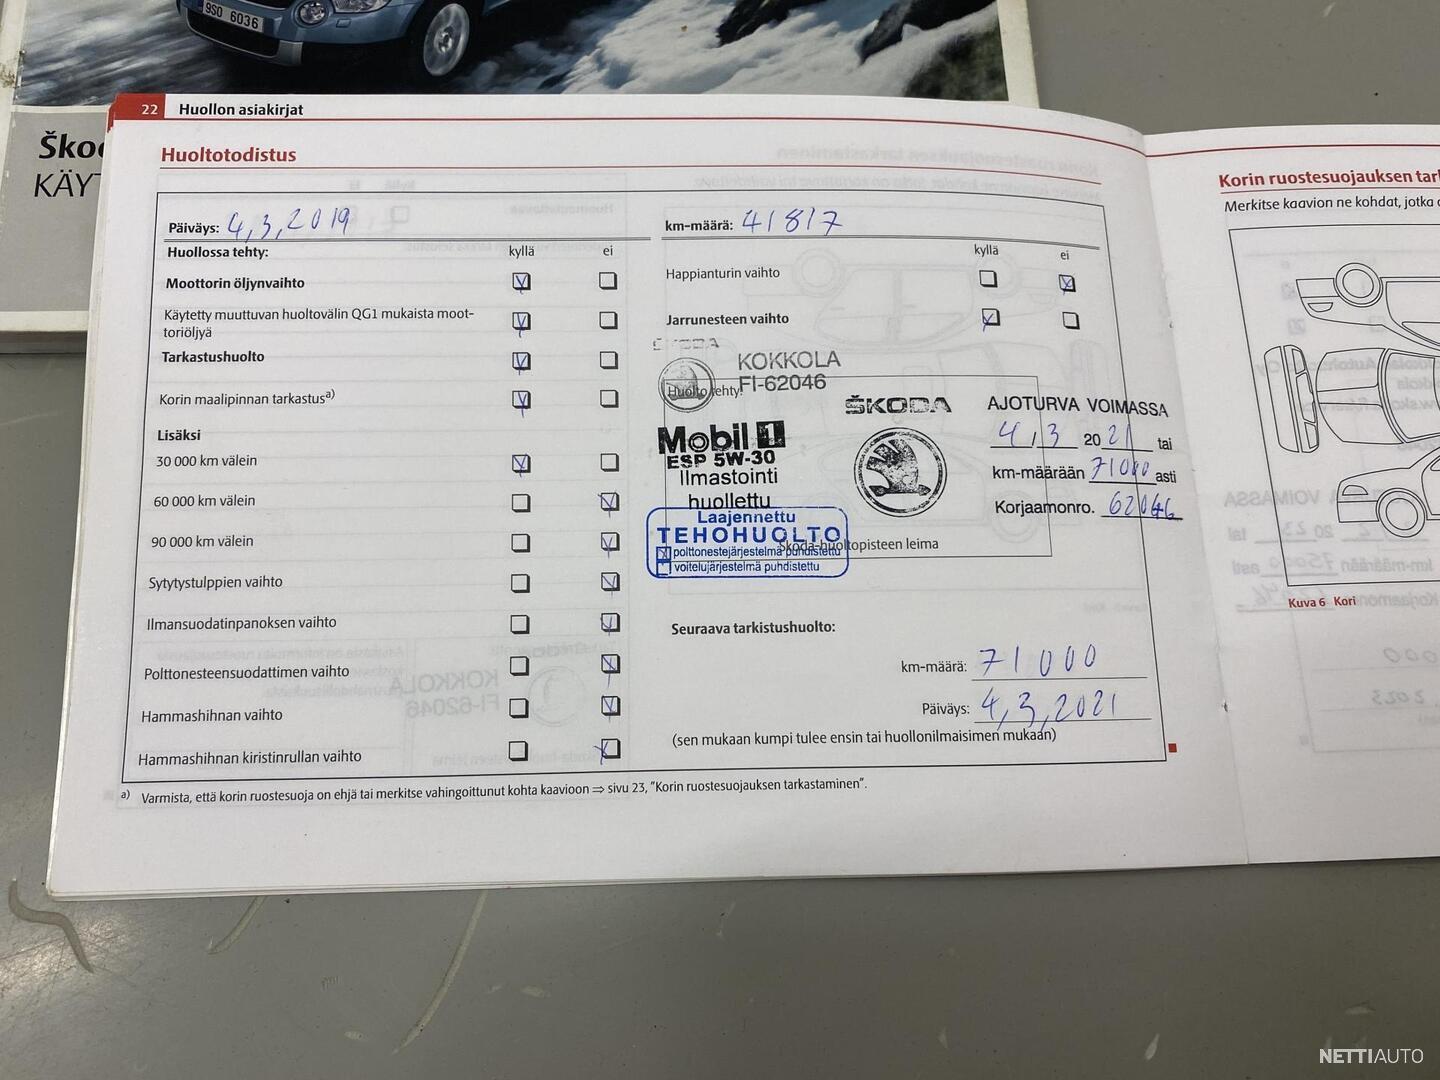 9S0 6036
22 Huollon asiakirjat
Huoltotodistus
Päiväys: 4,3,2019
Huollossa tehty: kyllä ei
Moottorin öljynvaihto
Käytetty muuttuvan huoltovälin QG1 mukaista moot-
toriöljyä
Tarkastushuolto
Korin maalipinnan tarkastus a)
Lisäksi
30 000 km välein
60 000 km välein
90 000 km välein
Sytytystulppien vaihto
Ilmansuodatinpanoksen vaihto
Polttonesteensuodattimen vaihto
Hammashihnan vaihto
Hammashihnan kiristinrullan vaihto
km-määrä: 41817
kyllä ei
Happianturin vaihto
Jarrunesteen vaihto
ŠKODA
KOKKOLA
FI-62046
Huolto tehty:
Mobil 1
ESP 5W-30
Ilmastointi
huollettu
Laajennettu
TEHOHUOLTO
polttonestejärjestelmä puhdistettu
voitelujärjestelmä puhdistettu
ŠKODA
AJOTURVA VOIMASSA
4,3 2021 tai
km-määrään 71000 asti
Korjaamonro. 62046
Skoda-huoltopisteen leima
Seuraava tarkistushuolto:
km-määrä: 71000
Päiväys: 4,3,2021
(sen mukaan kumpi tulee ensin tai huollonilmaisimen mukaan)
a) Varmista, että korin ruostesuoja on ehjä tai merkitse vahingoittunut kohta kaavioon ⇒ sivu 23, "Korin ruostesuojauksen tarkastaminen".
Korin ruostesuojauksen
Merkitse kaavion ne kohdat, jotka
Kuva 6 Kori
NETTIAUTO